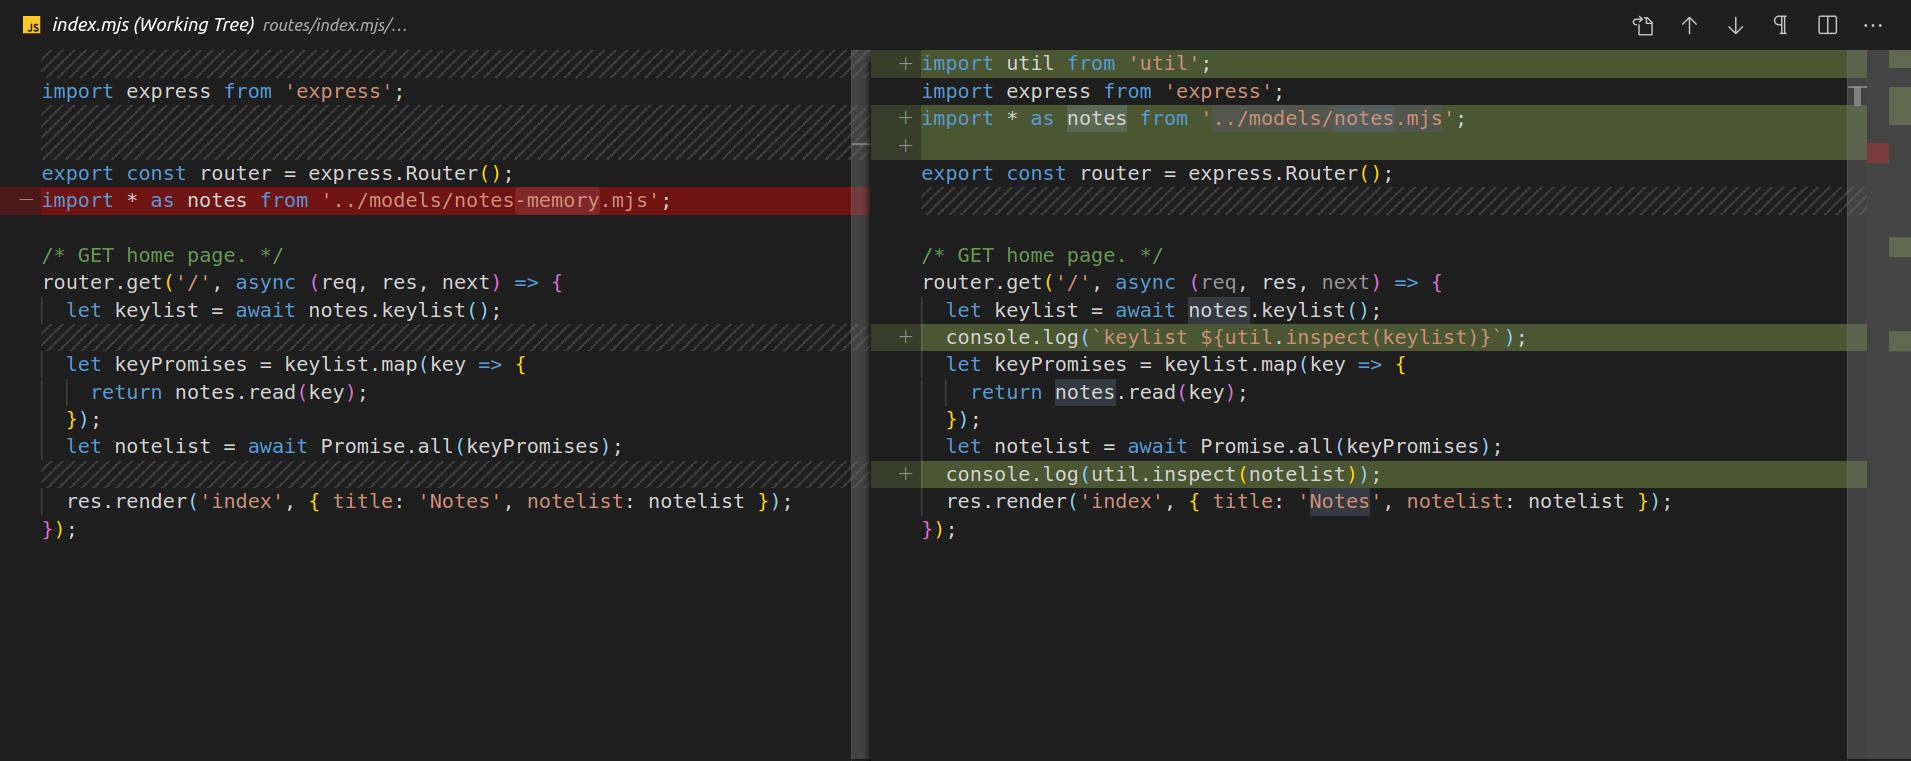 JS index.mjs (Working Tree) routes/index.mjs/...
import express from 'express';
export const router = express.Router();
— import * as notes from '../models/notes-memory.mjs';
/* GET home page. */
router.get('/', async (req, res, next) => {
let keylist = await notes.keylist();
let keyPromises = keylist.map(key => {
return notes.read(key);
});
let notelist = await Promise.all(keyPromises);
res.render('index', { title: 'Notes', notelist: notelist });
});
+ import util from 'util';
import express from 'express';
+ import * as notes from '../models/notes.mjs';
+
export const router = express.Router();
/* GET home page. */
router.get('/', async (req, res, next) => {
let keylist = await notes.keylist();
+ console.log(`keylist ${util.inspect(keylist)}`);
let keyPromises = keylist.map(key => {
return notes.read(key);
});
let notelist = await Promise.all(keyPromises);
+ console.log(util.inspect(notelist));
res.render('index', { title: 'Notes', notelist: notelist });
});